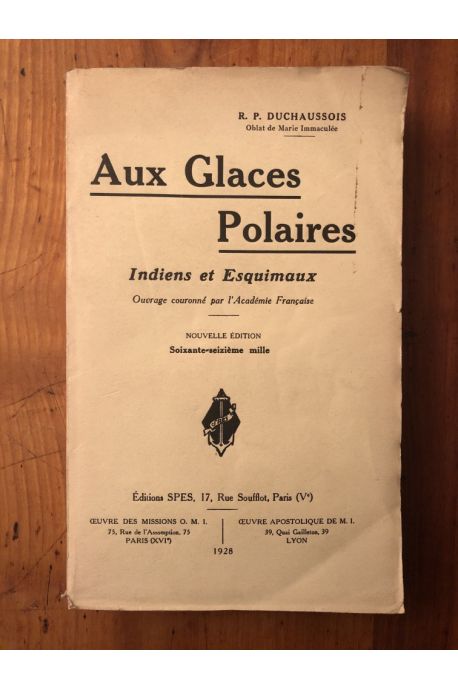 R. P. DUCHAUSSOIS
Oblat de Marie Immaculée
Aux Glaces
Polaires
Indiens et Esquimaux
Ouvrage couronné par l'Académie Française
NOUVELLE ÉDITION
Soixante-seizième mille
SPES
Éditions SPES, 17, Rue Soufflot, Paris (Vᵉ)
ŒUVRE DES MISSIONS O. M. I.
75, Rue de l'Assomption, 75
PARIS (XVIᵉ)
ŒUVRE APOSTOLIQUE DE M. I.
39, Quai Gailleton, 39
LYON
1928